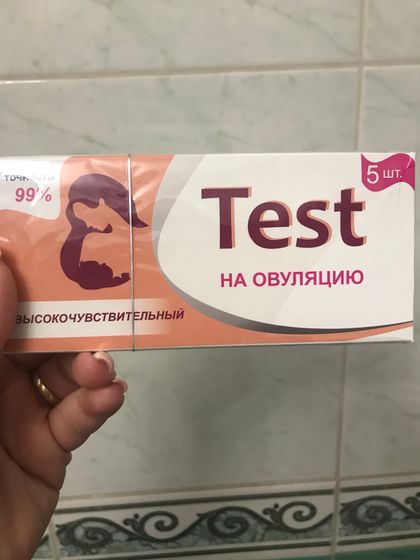 точность
99%
5 шт.
Test
НА ОВУЛЯЦИЮ
ВЫСОКОЧУВСТВИТЕЛЬНЫЙ